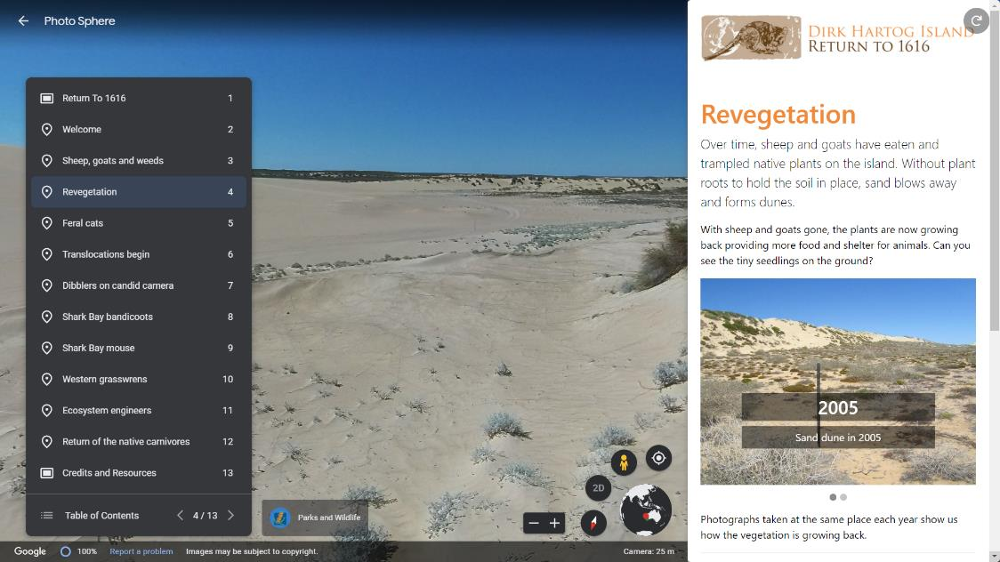 Photo Sphere
Return To 1616 1
Welcome 2
Sheep, goats and weeds 3
Revegetation 4
Feral cats 5
Translocations begin 6
Dibblers on candid camera 7
Shark Bay bandicoots 8
Shark Bay mouse 9
Western grasswrens 10
Ecosystem engineers 11
Return of the native carnivores 12
Credits and Resources 13
Table of Contents 4 / 13
Parks and Wildlife
2D
Google 100% Report a problem Images may be subject to copyright. Camera: 25 m
DIRK HARTOG ISLAND
RETURN TO 1616
Revegetation
Over time, sheep and goats have eaten and
trampled native plants on the island. Without plant
roots to hold the soil in place, sand blows away
and forms dunes.
With sheep and goats gone, the plants are now growing
back providing more food and shelter for animals. Can you
see the tiny seedlings on the ground?
2005
Sand dune in 2005
Photographs taken at the same place each year show us
how the vegetation is growing back.